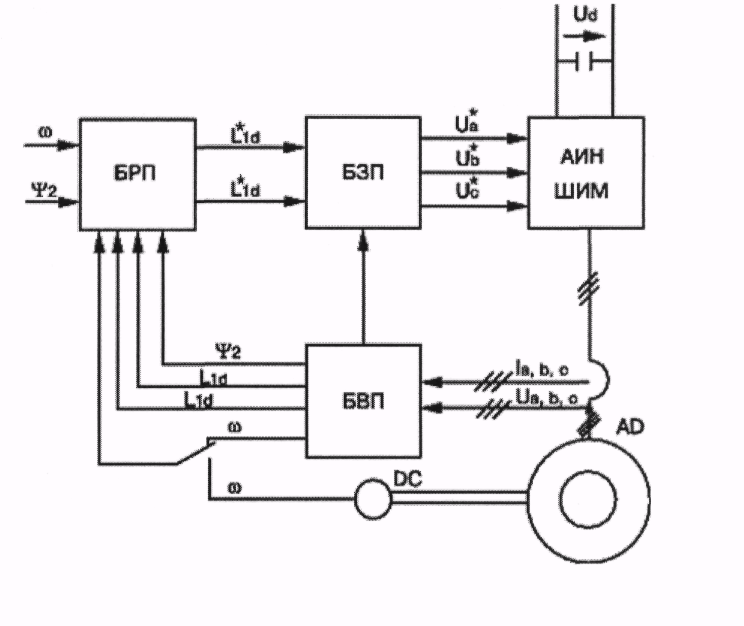 Ud
ω
L*1d
U*a
БРП
БЗП
U*b
АИН
ШИМ
Ψ2
L*1d
U*c
Ψ2
Ia, b, c
L1d
L1d
БВП
Ua, b, c
ω
AD
DC
ω